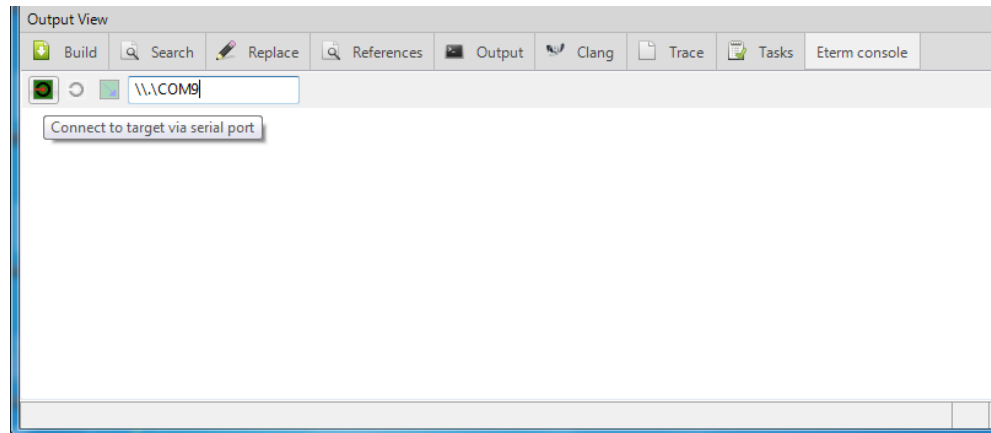 Output View
Build Search Replace References Output Clang Trace Tasks Eterm console
\\.\COM9
Connect to target via serial port